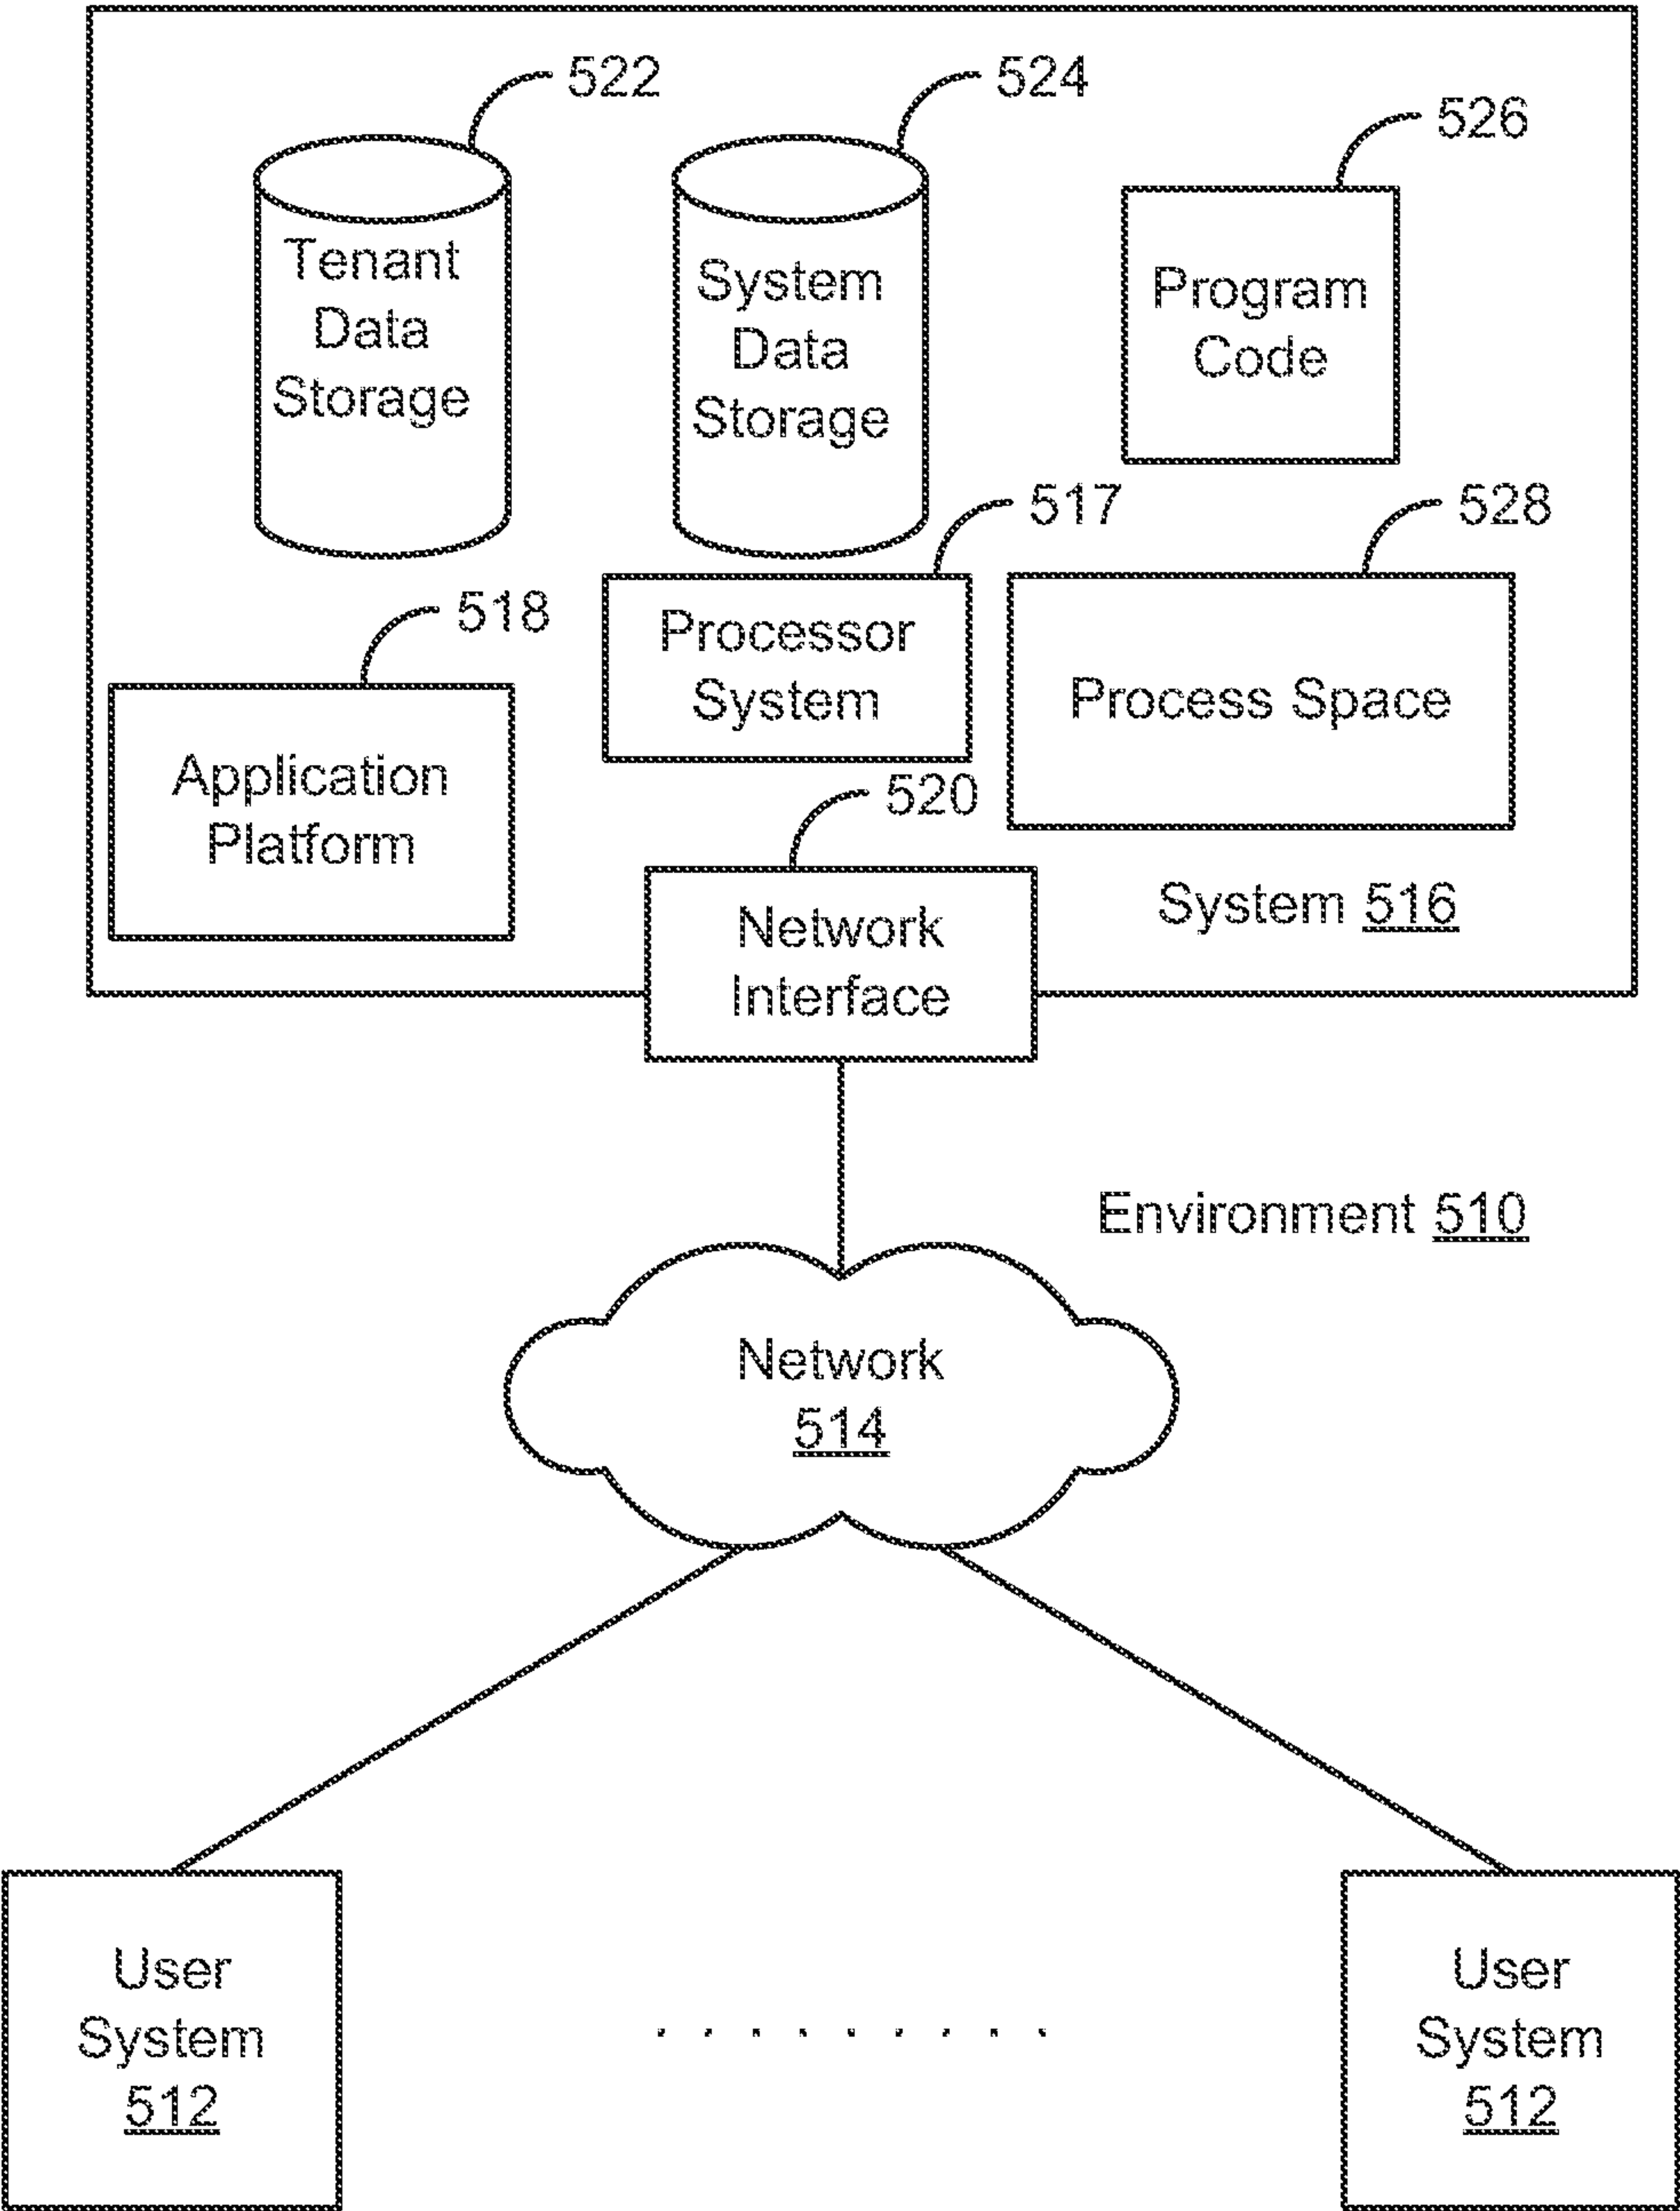 522
524
526
Tenant
Data
Storage
System
Data
Storage
Program
Code
517
528
518
Processor
System
Process Space
Application
Platform
520
Network
Interface
System 516
Environment 510
Network
514
User
System
512
User
System
512